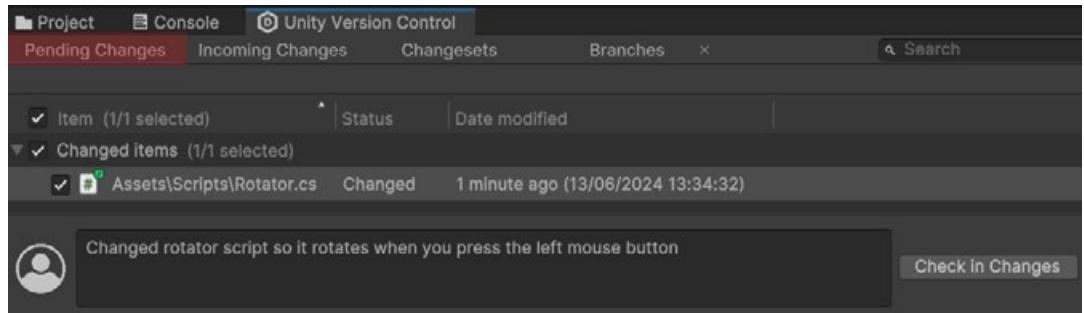 Project Console Unity Version Control
Pending Changes Incoming Changes Changesets Branches × Search
Item (1/1 selected) Status Date modified
Changed items (1/1 selected)
# Assets\Scripts\Rotator.cs Changed 1 minute ago (13/06/2024 13:34:32)
Changed rotator script so it rotates when you press the left mouse button
Check in Changes